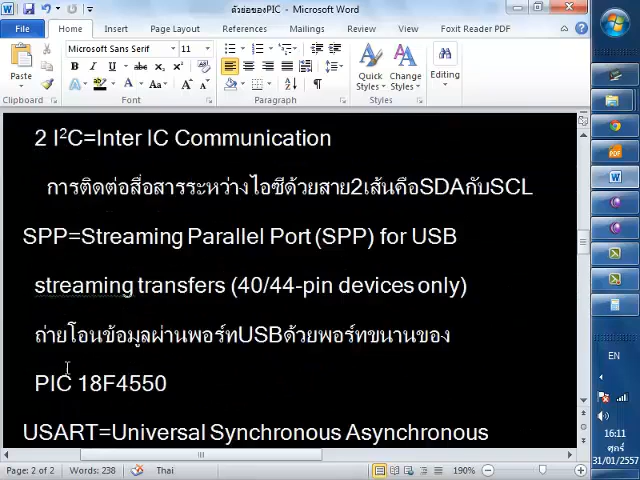 ตัวย่อของPIC - Microsoft Word
File
Home
Insert
Page Layout
References
Mailings
Review
View
Foxit Reader PDF
Paste
Microsoft Sans Serif
11
Quick Styles
Change Styles
Editing
Clipboard
Font
Paragraph
Styles
2 I²C=Inter IC Communication
การติดต่อสื่อสารระหว่างไอซีด้วยสาย2เส้นคือSDAกับSCL
SPP=Streaming Parallel Port (SPP) for USB
streaming transfers (40/44-pin devices only)
ถ่ายโอนข้อมูลผ่านพอร์ทUSBด้วยพอร์ทขนานของ
PIC 18F4550
USART=Universal Synchronous Asynchronous
Page: 2 of 2
Words: 238
Thai
190%
EN
16:11
ศุกร์
31/01/2557